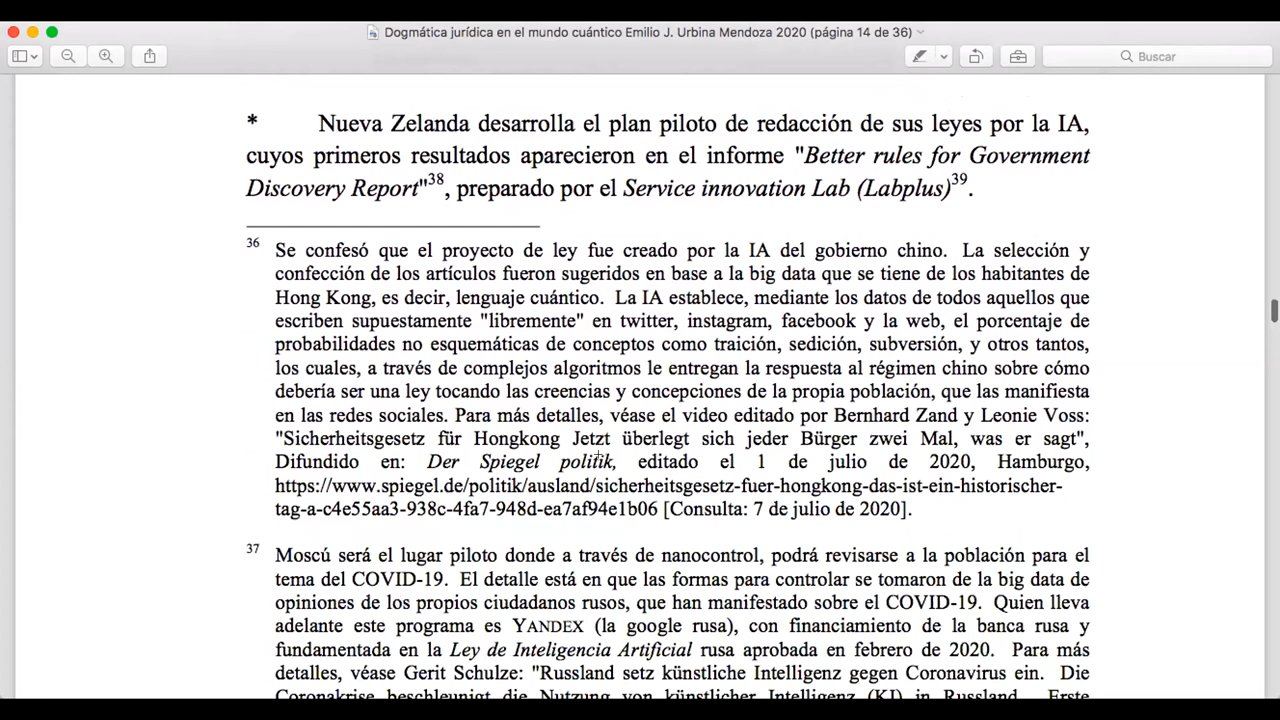 Dogmática jurídica en el mundo cuántico Emilio J. Urbina Mendoza 2020 (página 14 de 36)
Buscar
* Nueva Zelanda desarrolla el plan piloto de redacción de sus leyes por la IA,
cuyos primeros resultados aparecieron en el informe "Better rules for Government
Discovery Report"38, preparado por el Service innovation Lab (Labplus)39.
36 Se confesó que el proyecto de ley fue creado por la IA del gobierno chino. La selección y
confección de los artículos fueron sugeridos en base a la big data que se tiene de los habitantes de
Hong Kong, es decir, lenguaje cuántico. La IA establece, mediante los datos de todos aquellos que
escriben supuestamente "libremente" en twitter, instagram, facebook y la web, el porcentaje de
probabilidades no esquemáticas de conceptos como traición, sedición, subversión, y otros tantos,
los cuales, a través de complejos algoritmos le entregan la respuesta al régimen chino sobre cómo
debería ser una ley tocando las creencias y concepciones de la propia población, que las manifiesta
en las redes sociales. Para más detalles, véase el video editado por Bernhard Zand y Leonie Voss:
"Sicherheitsgesetz für Hongkong Jetzt überlegt sich jeder Bürger zwei Mal, was er sagt",
Difundido en: Der Spiegel politik, editado el 1 de julio de 2020, Hamburgo,
https://www.spiegel.de/politik/ausland/sicherheitsgesetz-fuer-hongkong-das-ist-ein-historischer-
tag-a-c4e55aa3-938c-4fa7-948d-ea7af94e1b06 [Consulta: 7 de julio de 2020].
37 Moscú será el lugar piloto donde a través de nanocontrol, podrá revisarse a la población para el
tema del COVID-19. El detalle está en que las formas para controlar se tomaron de la big data de
opiniones de los propios ciudadanos rusos, que han manifestado sobre el COVID-19. Quien lleva
adelante este programa es YANDEX (la google rusa), con financiamiento de la banca rusa y
fundamentada en la Ley de Inteligencia Artificial rusa aprobada en febrero de 2020. Para más
detalles, véase Gerit Schulze: "Russland setz künstliche Intelligenz gegen Coronavirus ein. Die
Coronakrise beschleunigt die Nutzung von künstlicher Intelligenz (KI) in Russland. Erste